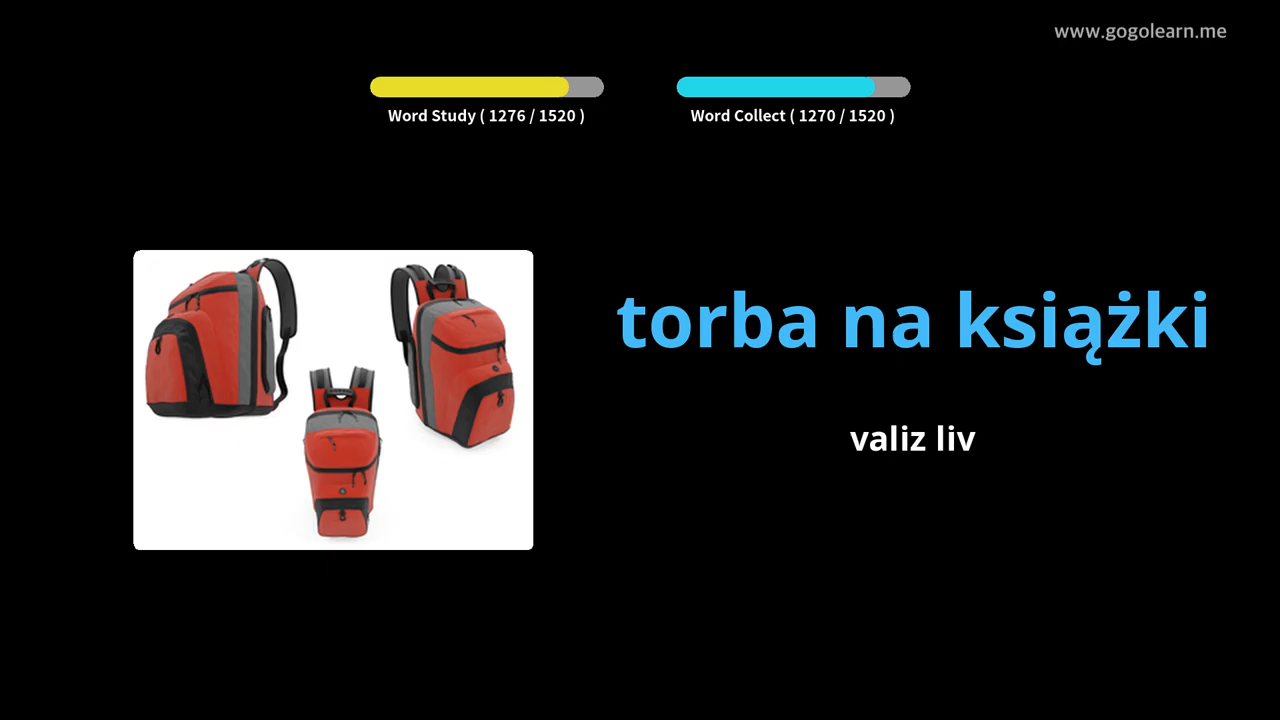 www.gogolearn.me
Word Study ( 1276 / 1520 )
Word Collect ( 1270 / 1520 )
torba na książki
valiz liv